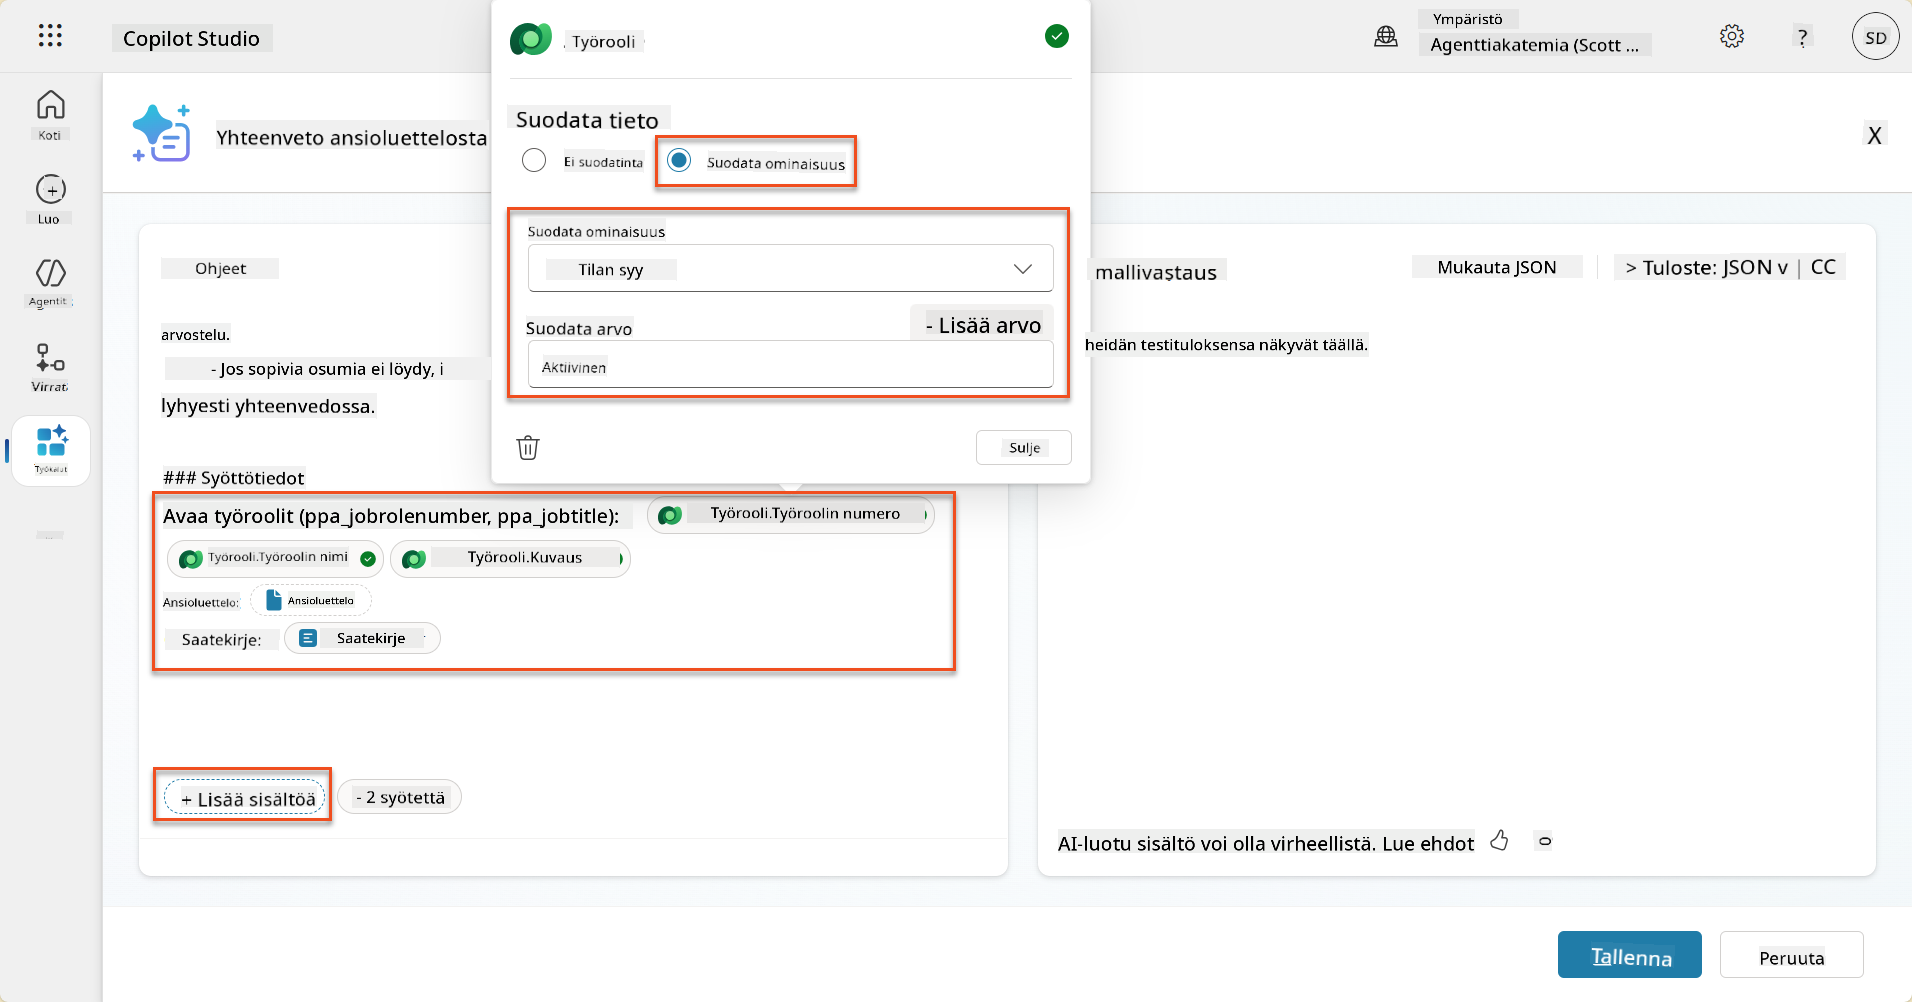 Copilot Studio
Ympäristö
Agenttiakatemia (Scott ...
?
SD
Koti
Luo
Agentit
Virrat
Työkalut
Yhteenveto ansioluettelosta
X
Työrooli
Suodata tieto
Ei suodatinta
Suodata ominaisuus
Suodata ominaisuus
Tilan syy
Suodata arvo
- Lisää arvo
Aktiivinen
Sulje
Ohjeet
arvostelu.
- Jos sopivia osumia ei löydy, i
lyhyesti yhteenvedossa.
### Syöttötiedot
Avaa työroolit (ppa_jobrolenumber, ppa_jobtitle):
Työrooli.Työroolin numero
Työrooli.Työroolin nimi
Työrooli.Kuvaus
Ansioluettelo:
Ansioluettelo
Saatekirje:
Saatekirje
+ Lisää sisältöä
- 2 syötettä
mallivastaus
Mukauta JSON
> Tuloste: JSON v | CC
heidän testituloksensa näkyvät täällä.
AI-luotu sisältö voi olla virheellistä. Lue ehdot
Tallenna
Peruuta